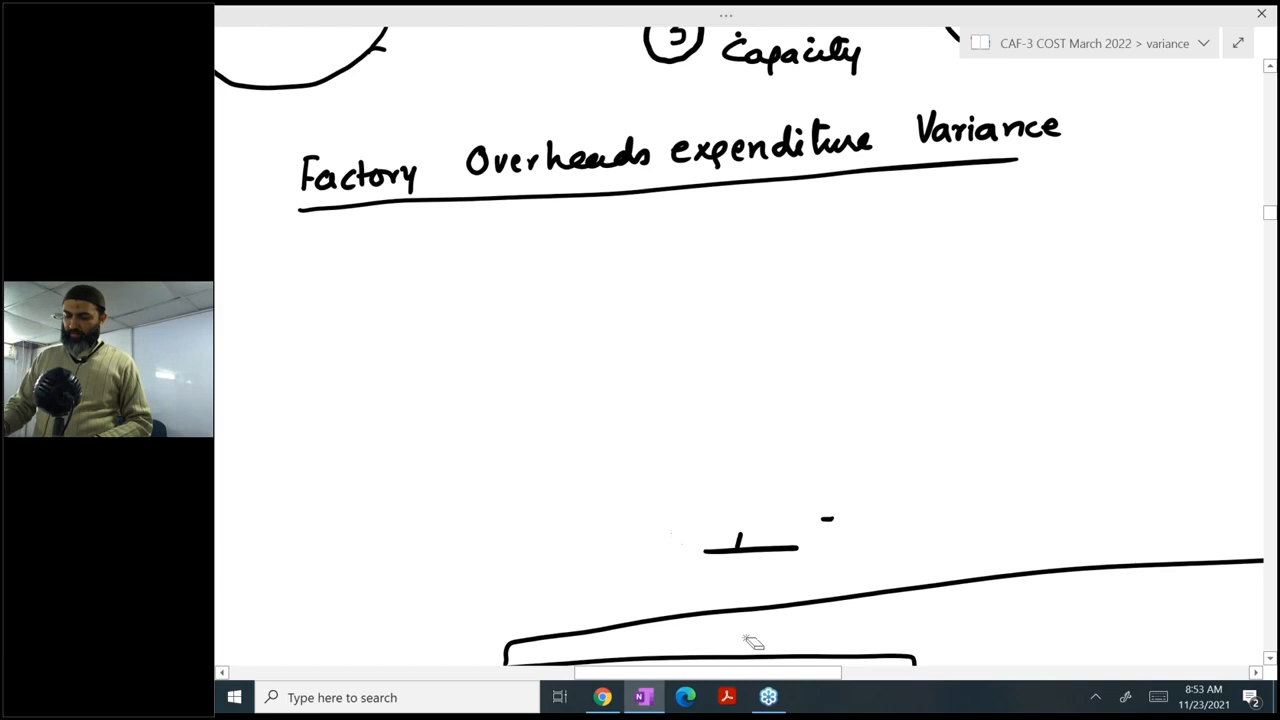 3 Capacity
CAF-3 COST March 2022 > variance
Factory Overheads expenditure Variance
Type here to search
8:53 AM
11/23/2021
2